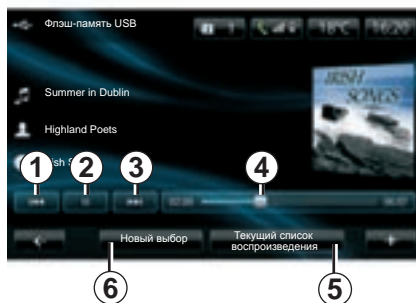 Флэш-память USB
1
18°C
16:20
Summer in Dublin
IRISH
SONGS
Highland Poets
1
2
3
4
Новый выбор
Текущий список
воспроизведения
6
5